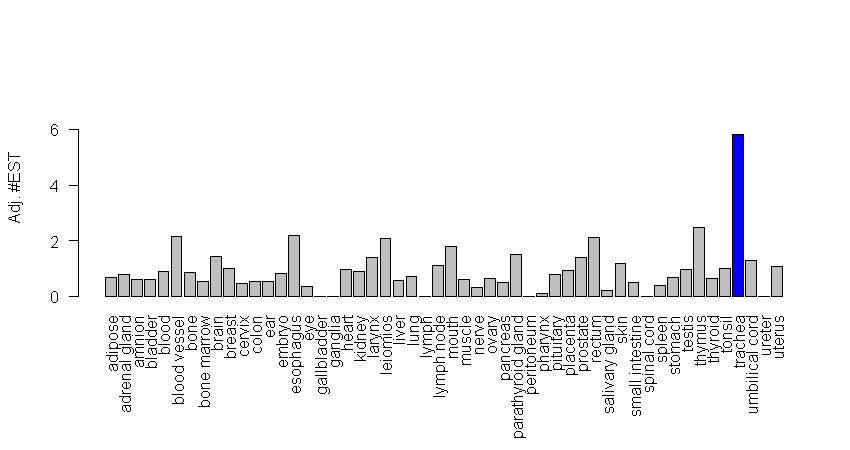 Adj. #EST
6
4
2
0
adipose
adrenal gland
amnion
bladder
blood
blood vessel
bone
bone marrow
brain
breast
cervix
colon
ear
embryo
esophagus
eye
gallbladder
ganglia
heart
kidney
larynx
leiomios
liver
lung
lymph
lymph node
mouth
muscle
nerve
ovary
pancreas
parathyroid gland
peritoneum
pharynx
pituitary
placenta
prostate
rectum
salivary gland
skin
small intestine
spinal cord
spleen
stomach
testis
thymus
thyroid
tonsil
trachea
umbilical cord
ureter
uterus